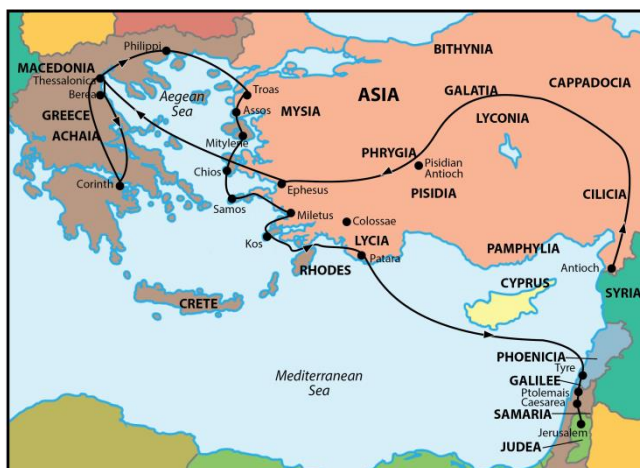 Philippi
MACEDONIA
Thessalonica
Berea
GREECE
ACHAIA
Corinth
Aegean
Sea
Troas
Assos
Mitylene
Chios
Samos
MYSIA
ASIA
BITHYNIA
GALATIA
CAPPADOCIA
LYCONIA
PHRYGIA
Pisidian
Antioch
PISIDIA
CILICIA
Ephesus
Miletus
Colossae
Kos
LYCIA
Patara
RHODES
PAMPHYLIA
Antioch
SYRIA
CYPRUS
CRETE
Mediterranean
Sea
PHOENICIA
Tyre
GALILEE
Ptolemais
Caesarea
SAMARIA
Jerusalem
JUDEA